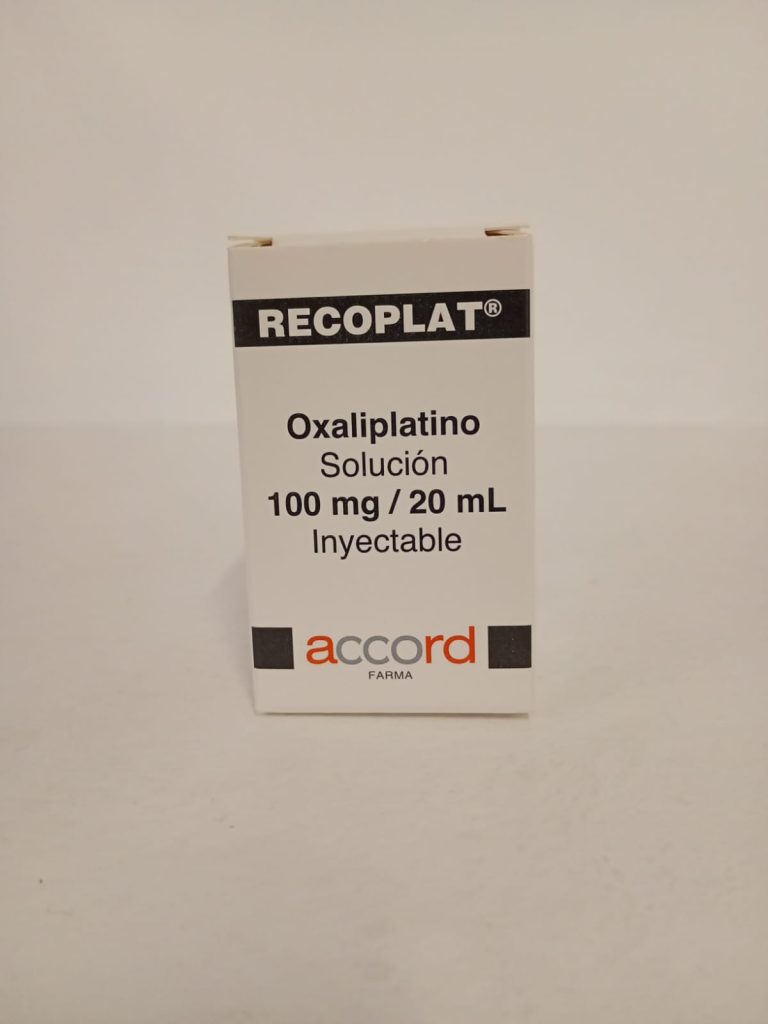 RECOPLAT®
Oxaliplatino
Solución
100 mg / 20 mL
Inyectable
accord
FARMA